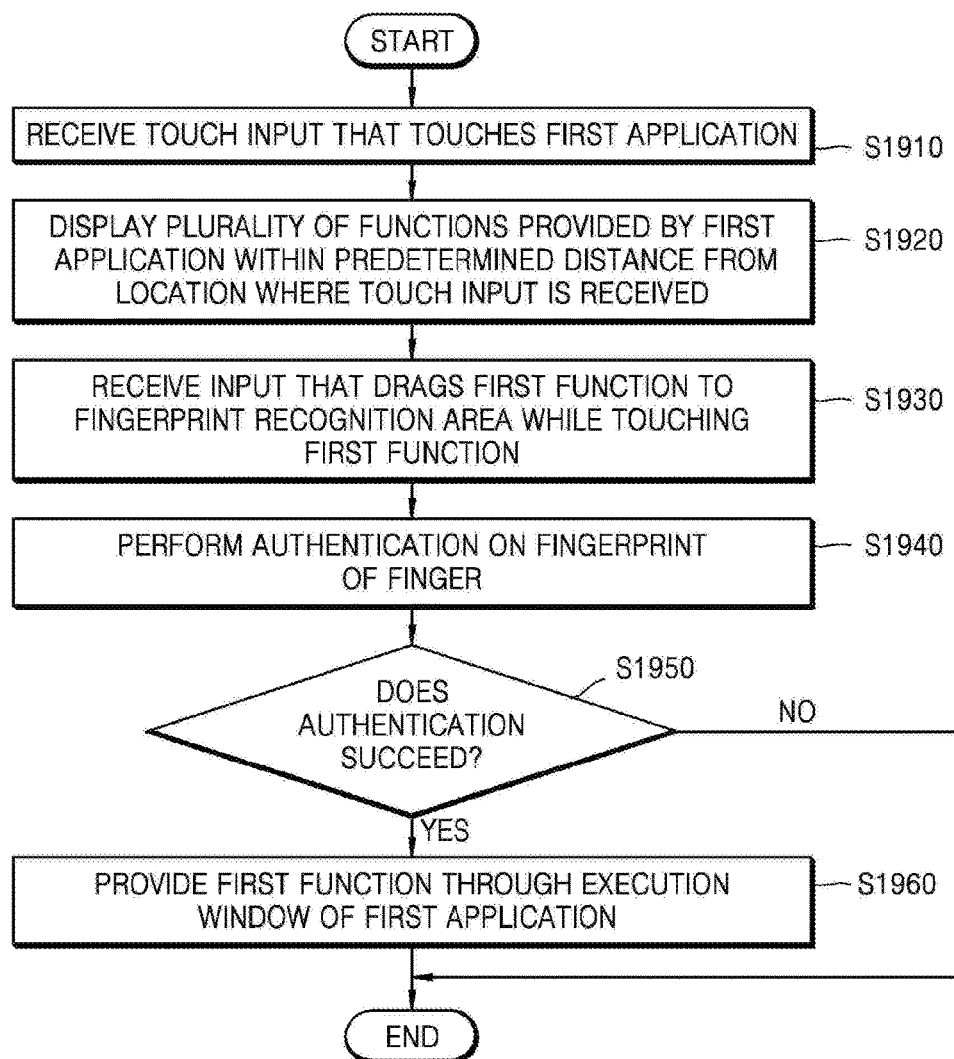 START
RECEIVE TOUCH INPUT THAT TOUCHES FIRST APPLICATION
S1910
DISPLAY PLURALITY OF FUNCTIONS PROVIDED BY FIRST
APPLICATION WITHIN PREDETERMINED DISTANCE FROM
LOCATION WHERE TOUCH INPUT IS RECEIVED
S1920
RECEIVE INPUT THAT DRAGS FIRST FUNCTION TO
FINGERPRINT RECOGNITION AREA WHILE TOUCHING
FIRST FUNCTION
S1930
PERFORM AUTHENTICATION ON FINGERPRINT
OF FINGER
S1940
DOES
AUTHENTICATION
SUCCEED?
S1950
NO
YES
PROVIDE FIRST FUNCTION THROUGH EXECUTION
WINDOW OF FIRST APPLICATION
S1960
END